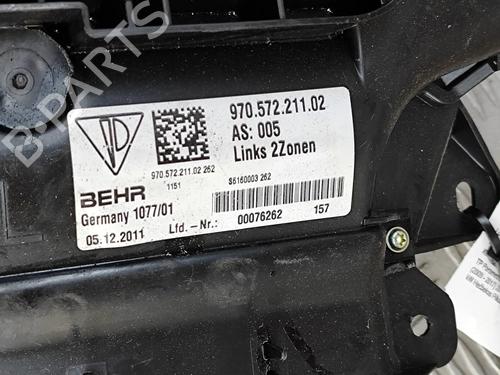 970.572.211.02
AS: 005
Links 2Zonen
970.572.211.02 262
1151
S6160003 262
BEHR
Germany 1077/01
05.12.2011 Lfd.-Nr.: 00076262 157
B-PARTS